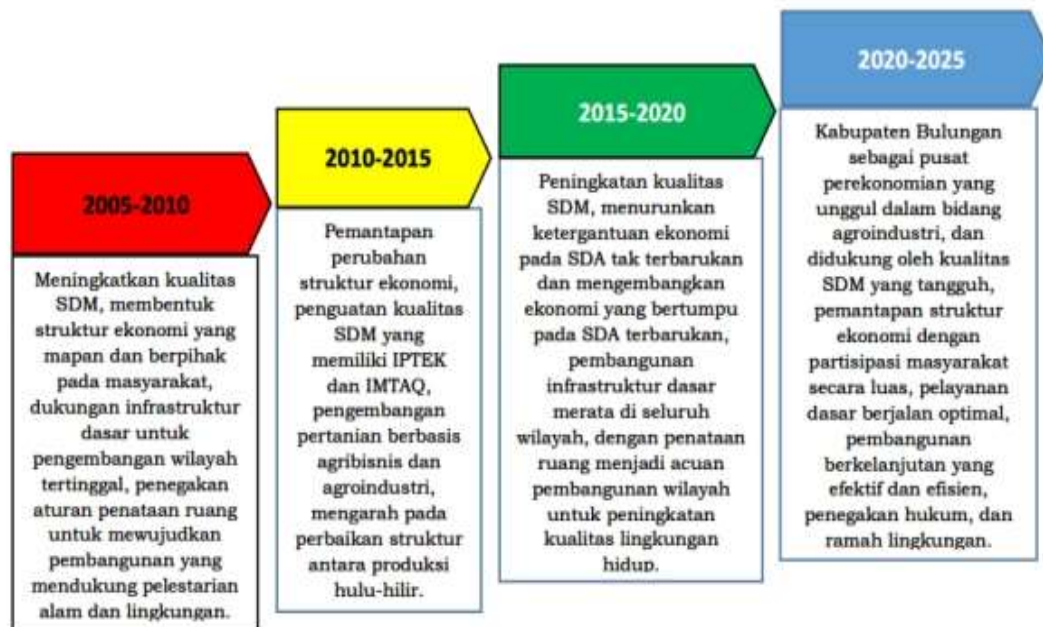 2005-2010
Meningkatkan kualitas
SDM, membentuk
struktur ekonomi yang
mapan dan berpihak
pada masyarakat,
dukungan infrastruktur
dasar untuk
pengembangan wilayah
tertinggal, penegakan
aturan penataan ruang
untuk mewujudkan
pembangunan yang
mendukung pelestarian
alam dan lingkungan.
2010-2015
Pemantapan
perubahan
struktur ekonomi,
penguatan kualitas
SDM yang
memiliki IPTEK
dan IMTAQ,
pengembangan
pertanian berbasis
agribisnis dan
agroindustri,
mengarah pada
perbaikan struktur
antara produksi
hulu-hilir.
2015-2020
Peningkatan kualitas
SDM, menurunkan
ketergantuan ekonomi
pada SDA tak terbarukan
dan mengembangkan
ekonomi yang bertumpu
pada SDA terbarukan,
pembangunan
infrastruktur dasar
merata di seluruh
wilayah, dengan penataan
ruang menjadi acuan
pembangunan wilayah
untuk peningkatan
kualitas lingkungan
hidup.
2020-2025
Kabupaten Bulungan
sebagai pusat
perekonomian yang
unggul dalam bidang
agroindustri, dan
didukung oleh kualitas
SDM yang tangguh,
pemantapan struktur
ekonomi dengan
partisipasi masyarakat
secara luas, pelayanan
dasar berjalan optimal,
pembangunan
berkelanjutan yang
efektif dan efisien,
penegakan hukum, dan
ramah lingkungan.